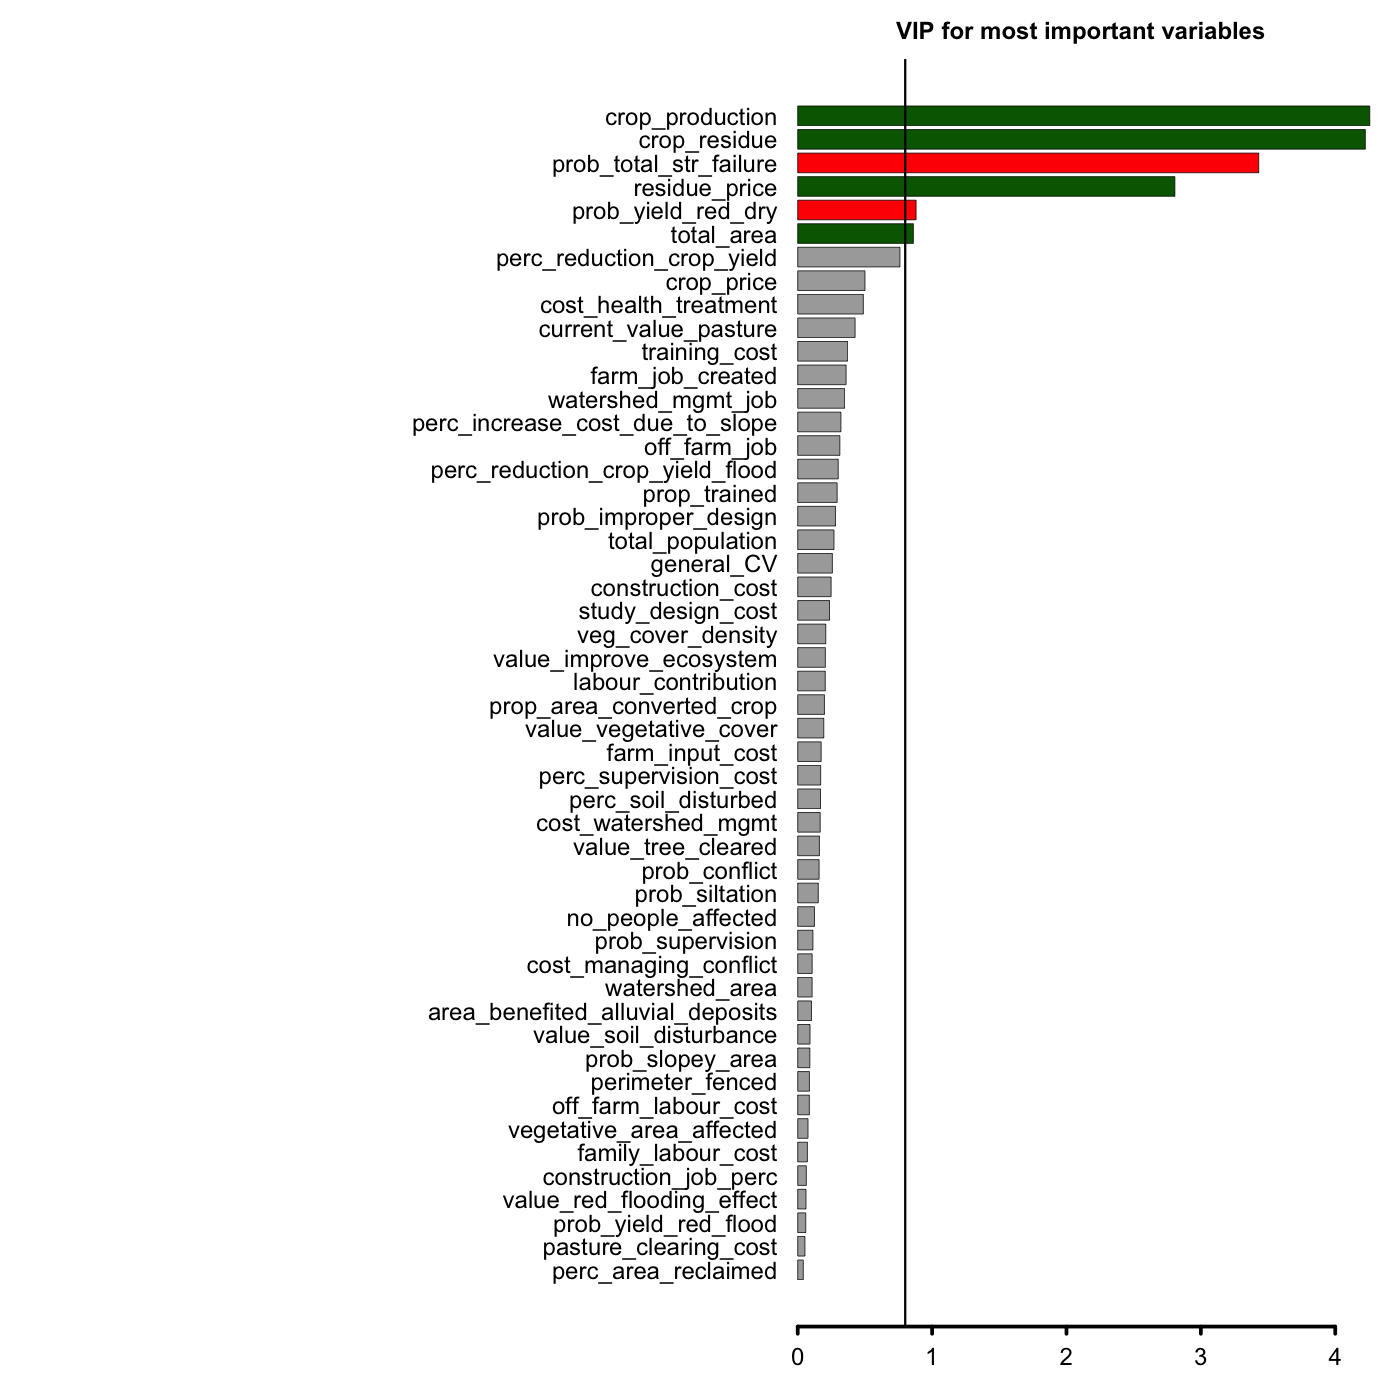 VIP for most important variables
crop_production
crop_residue
prob_total_str_failure
residue_price
prob_yield_red_dry
total_area
perc_reduction_crop_yield
crop_price
cost_health_treatment
current_value_pasture
training_cost
farm_job_created
watershed_mgmt_job
perc_increase_cost_due_to_slope
off_farm_job
perc_reduction_crop_yield_flood
prop_trained
prob_improper_design
total_population
general_CV
construction_cost
study_design_cost
veg_cover_density
value_improve_ecosystem
labour_contribution
prop_area_converted_crop
value_vegetative_cover
farm_input_cost
perc_supervision_cost
perc_soil_disturbed
cost_watershed_mgmt
value_tree_cleared
prob_conflict
prob_siltation
no_people_affected
prob_supervision
cost_managing_conflict
watershed_area
area_benefited_alluvial_deposits
value_soil_disturbance
prob_slopey_area
perimeter_fenced
off_farm_labour_cost
vegetative_area_affected
family_labour_cost
construction_job_perc
value_red_flooding_effect
prob_yield_red_flood
pasture_clearing_cost
perc_area_reclaimed
0 1 2 3 4